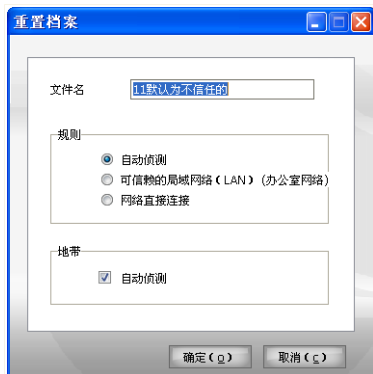 重置档案
文件名 11默认为不信任的
规则
自动侦测
可信赖的局域网络(LAN)(办公室网络)
网络直接连接
地带
自动侦测
确定(O) 取消(C)